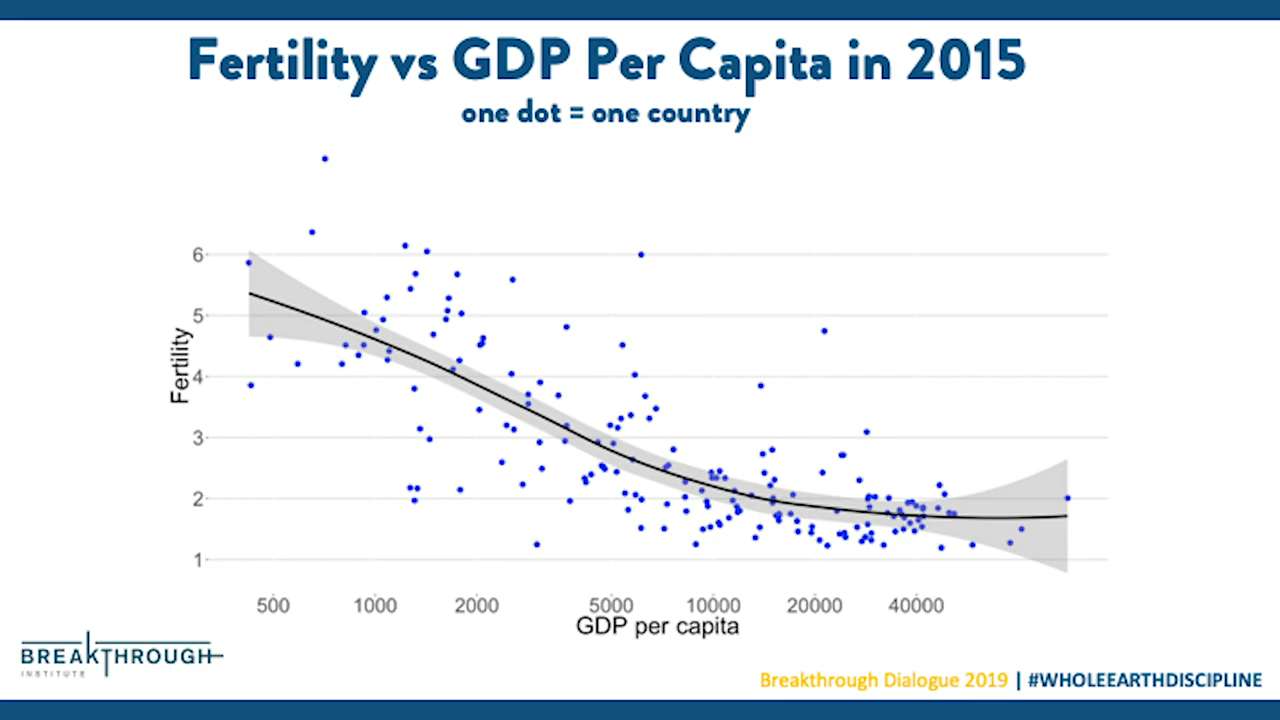 Fertility vs GDP Per Capita in 2015
one dot = one country
Fertility
6
5
4
3
2
1
500 1000 2000 5000 10000 20000 40000
GDP per capita
BREAKTHROUGH
INSTITUTE
Breakthrough Dialogue 2019 | #WHOLEEARTHDISCIPLINE